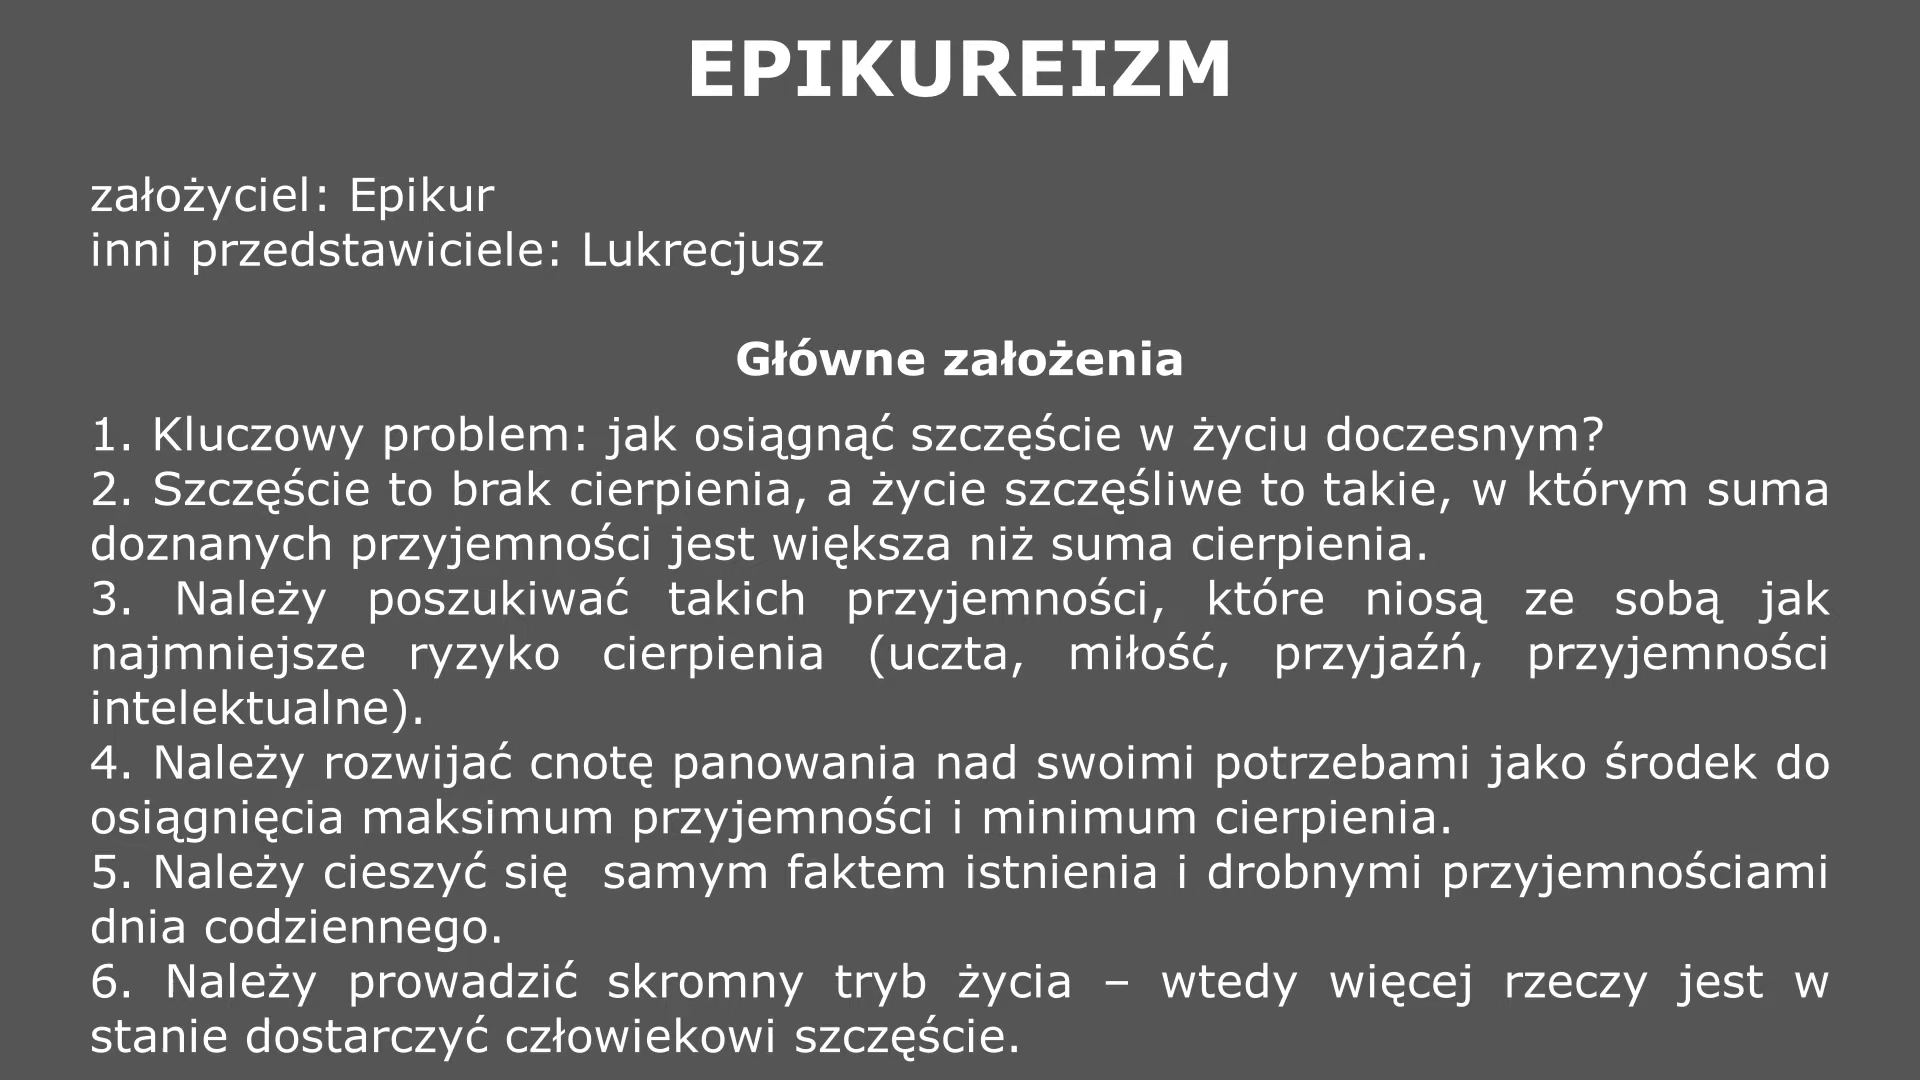 EPIKUREIZM
założyciel: Epikur
inni przedstawiciele: Lukrecjusz
Główne założenia
1. Kluczowy problem: jak osiągnąć szczęście w życiu doczesnym?
2. Szczęście to brak cierpienia, a życie szczęśliwe to takie, w którym suma
doznanych przyjemności jest większa niż suma cierpienia.
3. Należy poszukiwać takich przyjemności, które niosą ze sobą jak
najmniejsze ryzyko cierpienia (uczta, miłość, przyjaźń, przyjemności
intelektualne).
4. Należy rozwijać cnotę panowania nad swoimi potrzebami jako środek do
osiągnięcia maksimum przyjemności i minimum cierpienia.
5. Należy cieszyć się  samym faktem istnienia i drobnymi przyjemnościami
dnia codziennego.
6. Należy prowadzić skromny tryb życia – wtedy więcej rzeczy jest w
stanie dostarczyć człowiekowi szczęście.